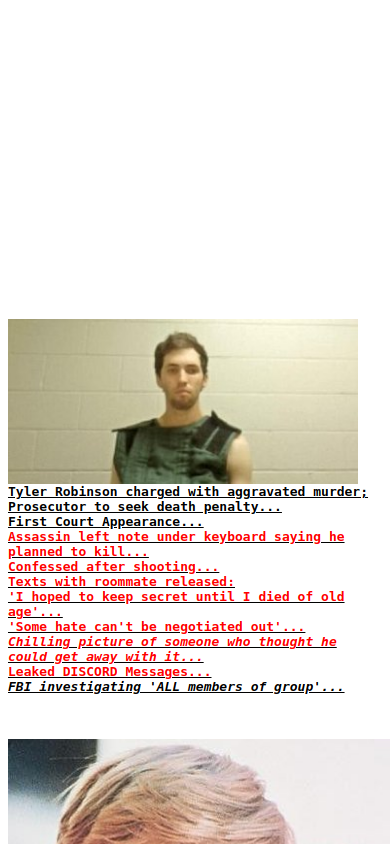 Tyler Robinson charged with aggravated murder;
Prosecutor to seek death penalty...
First Court Appearance...
Assassin left note under keyboard saying he
planned to kill...
Confessed after shooting...
Texts with roommate released:
'I hoped to keep secret until I died of old
age'...
'Some hate can't be negotiated out'...
Chilling picture of someone who thought he
could get away with it...
Leaked DISCORD Messages...
FBI investigating 'ALL members of group'...